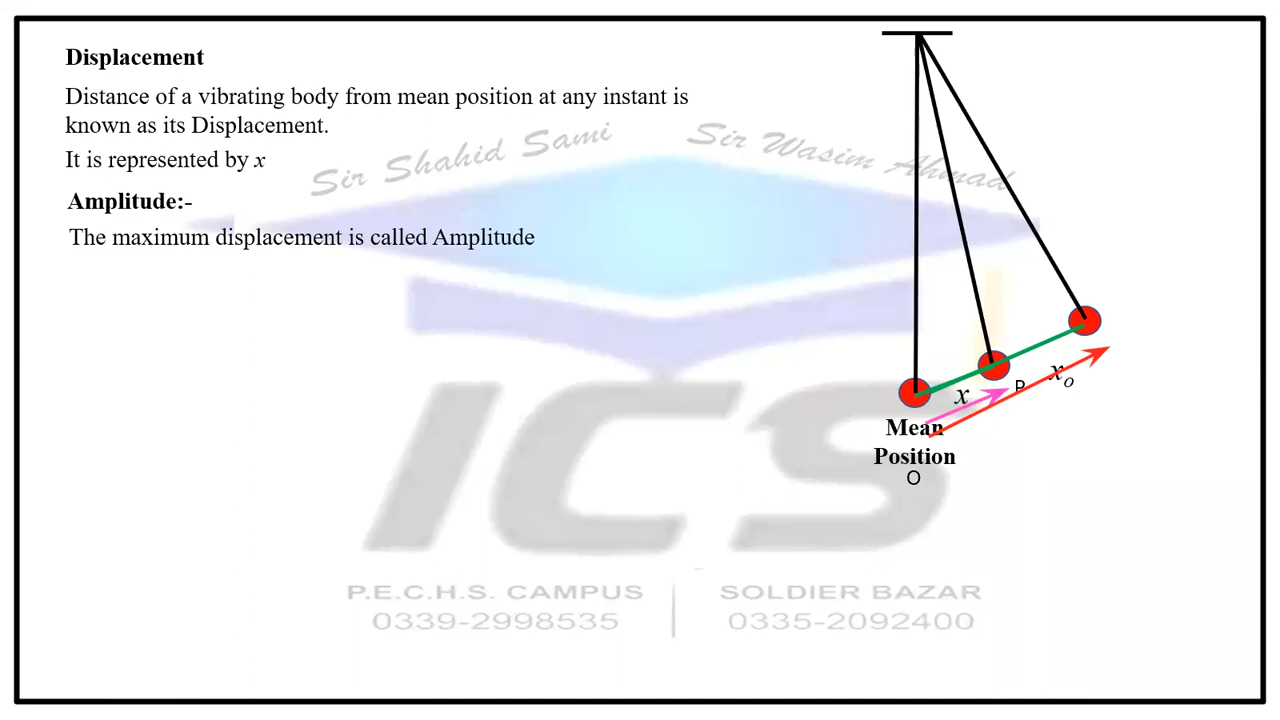 Displacement
Distance of a vibrating body from mean position at any instant is
known as its Displacement.
It is represented by x
Amplitude:-
The maximum displacement is called Amplitude
Sir Shahid Sami
Sir Wasim Ahmad
x
P
xo
Mean
Position
O
ICS
P.E.C.H.S. CAMPUS
0339-2998535
SOLDIER BAZAR
0335-2092400